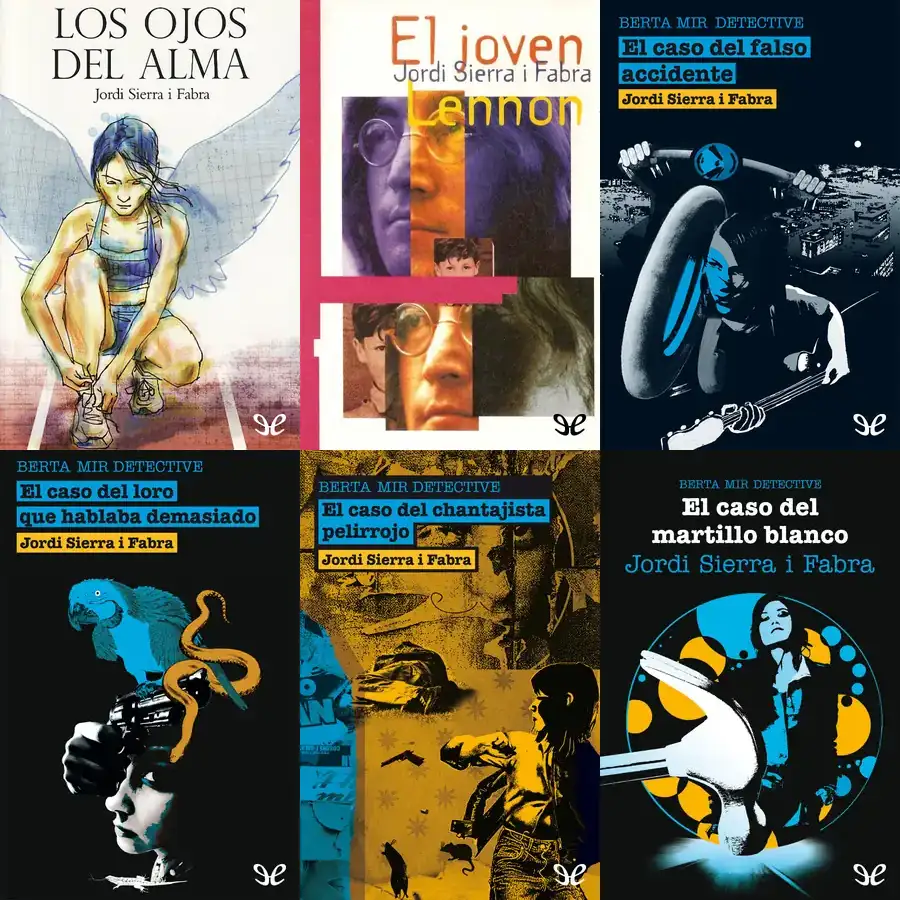 LOS OJOS
DEL ALMA
Jordi Sierra i Fabra
El joven
Jordi Sierra i Fabra
Lennon
BERTA MIR DETECTIVE
El caso del falso
accidente
Jordi Sierra i Fabra
BERTA MIR DETECTIVE
El caso del loro
que hablaba demasiado
Jordi Sierra i Fabra
BERTA MIR DETECTIVE
El caso del chantajista
pelirrojo
Jordi Sierra i Fabra
BERTA MIR DETECTIVE
El caso del
martillo blanco
Jordi Sierra i Fabra